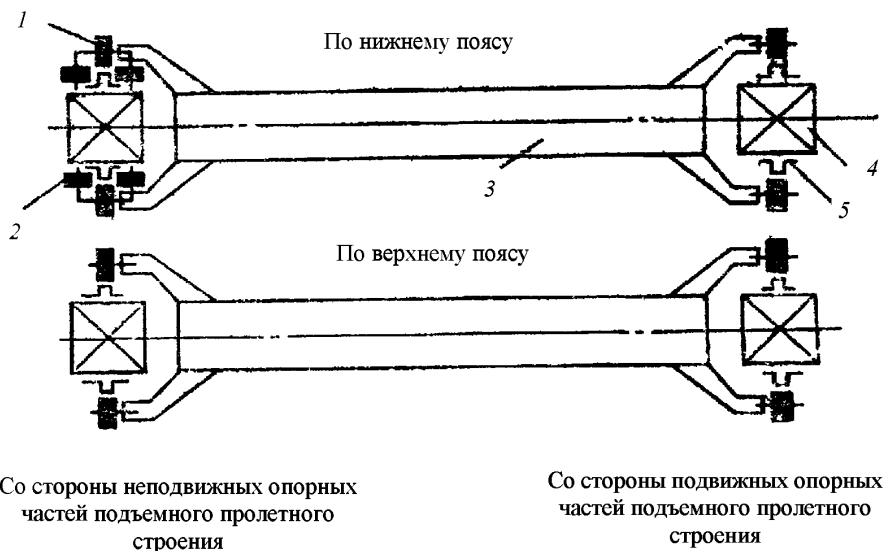 1
По нижнему поясу
2
3
4
5
По верхнему поясу
Со стороны неподвижных опорных
частей подъемного пролетного
строения
Со стороны подвижных опорных
частей подъемного пролетного
строения